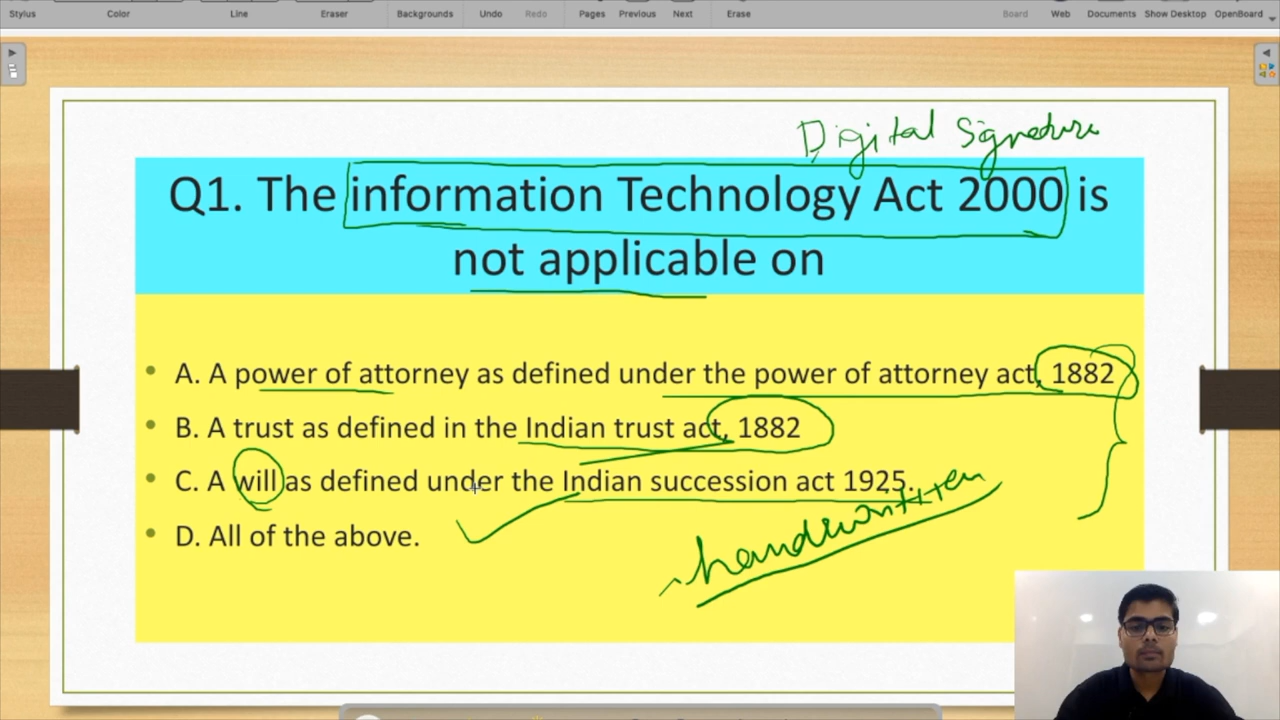 Stylus Color Line Eraser Backgrounds Undo Redo Pages Previous Next Erase Board Web Documents Show Desktop OpenBoard
Digital Signature
Q1. The information Technology Act 2000 is
not applicable on
• A. A power of attorney as defined under the power of attorney act, 1882
• B. A trust as defined in the Indian trust act, 1882
• C. A will as defined under the Indian succession act 1925.
• D. All of the above.
handwritten